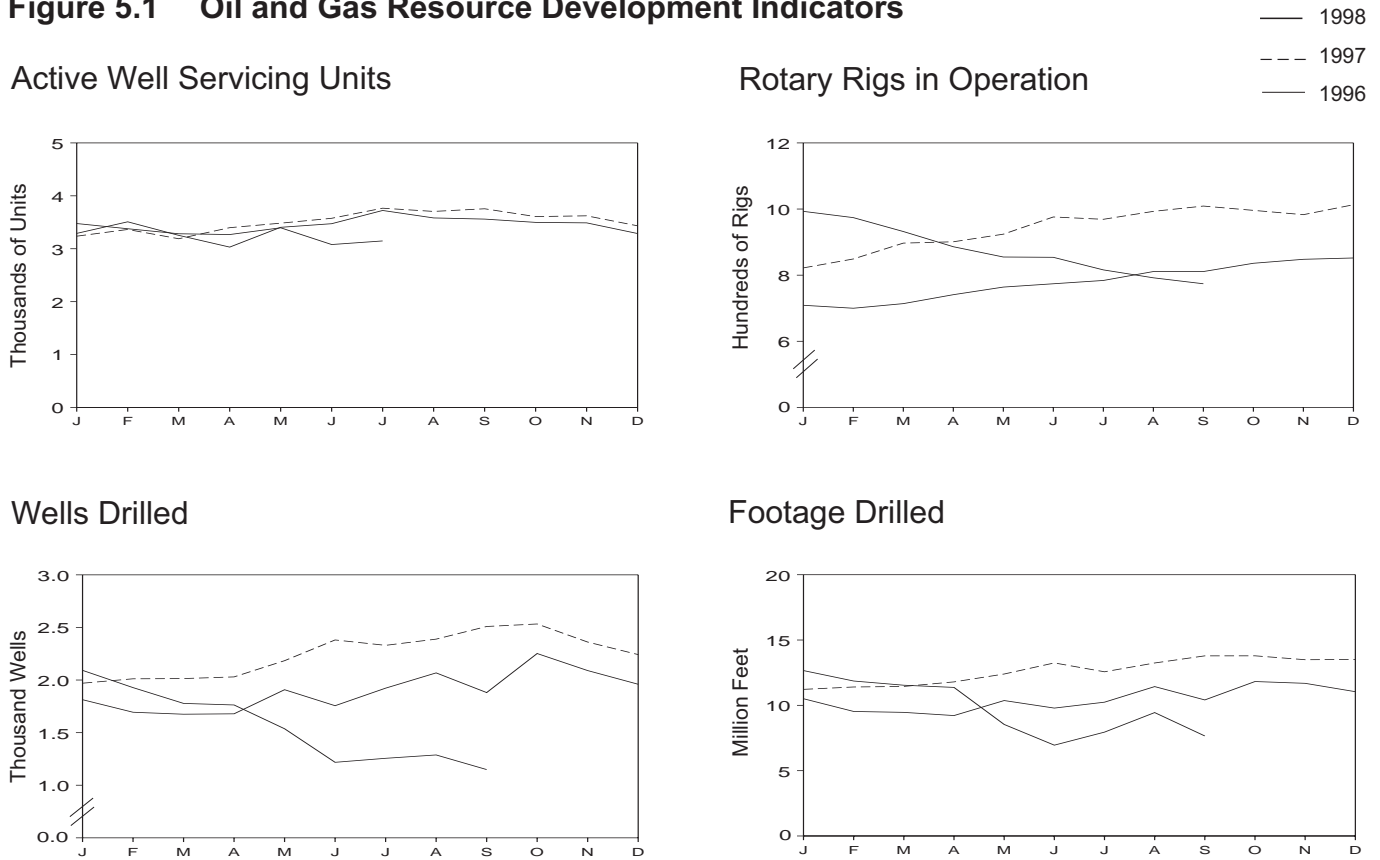 Figure 5.1 Oil and Gas Resource Development Indicators
1998
1997
1996
Active Well Servicing Units
Thousands of Units
5
4
3
2
1
0
J F M A M J J A S O N D
Rotary Rigs in Operation
Hundreds of Rigs
12
10
8
6
0
J F M A M J J A S O N D
Wells Drilled
Thousand Wells
3.0
2.5
2.0
1.5
1.0
0.0
J F M A M J J A S O N D
Footage Drilled
Million Feet
20
15
10
5
0
J F M A M J J A S O N D